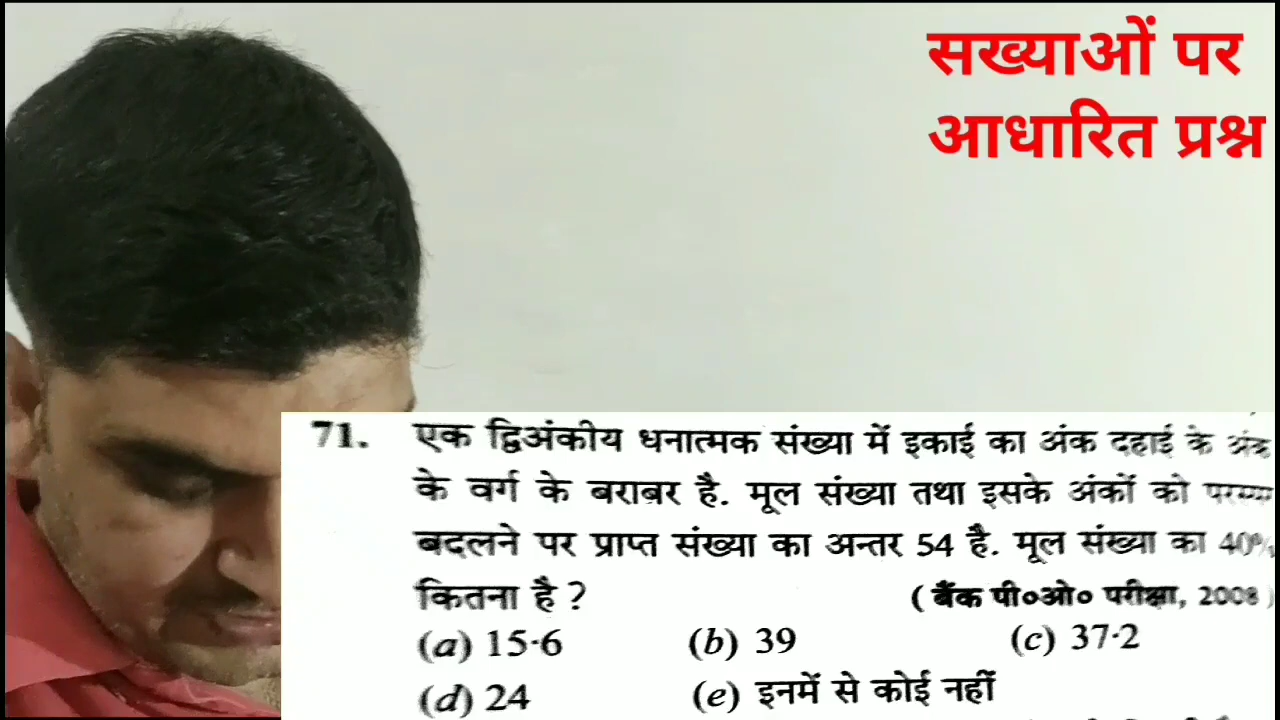 सख्याओं पर
आधारित प्रश्न
71. एक द्विअंकीय धनात्मक संख्या में इकाई का अंक दहाई के अंक
के वर्ग के बराबर है. मूल संख्या तथा इसके अंकों को
बदलने पर प्राप्त संख्या का अन्तर 54 है. मूल संख्या का 40%
कितना है ? ( बैंक पी०ओ० परीक्षा, 2008 )
(a) 15·6 (b) 39 (c) 37·2
(d) 24 (e) इनमें से कोई नहीं